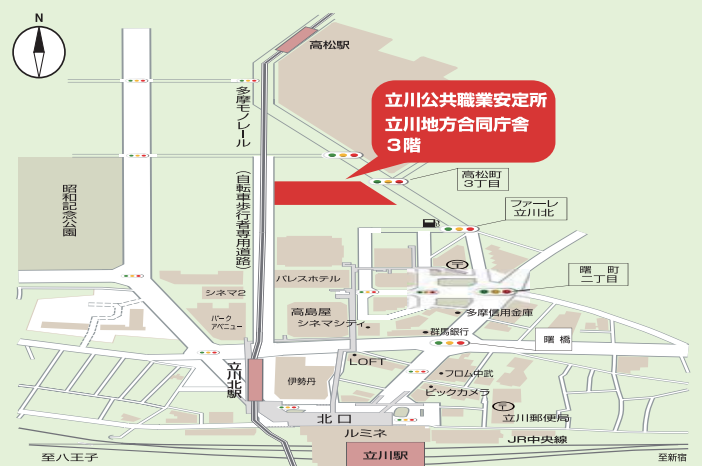 N
高松駅
多摩モノレール
立川公共職業安定所
立川地方合同庁舎
3階
高松町
3丁目
ファーレ
立川北
昭和記念公園
(自転車歩行者専用道路)
パレスホテル
シネマ2
曙町
二丁目
パーク
アベニュー
高島屋
シネマシティ
多摩信用金庫
群馬銀行
曙橋
LOFT
立川北駅
伊勢丹
フロム中武
ビックカメラ
北口
立川郵便局
ルミネ
JR中央線
至八王子
立川駅
至新宿